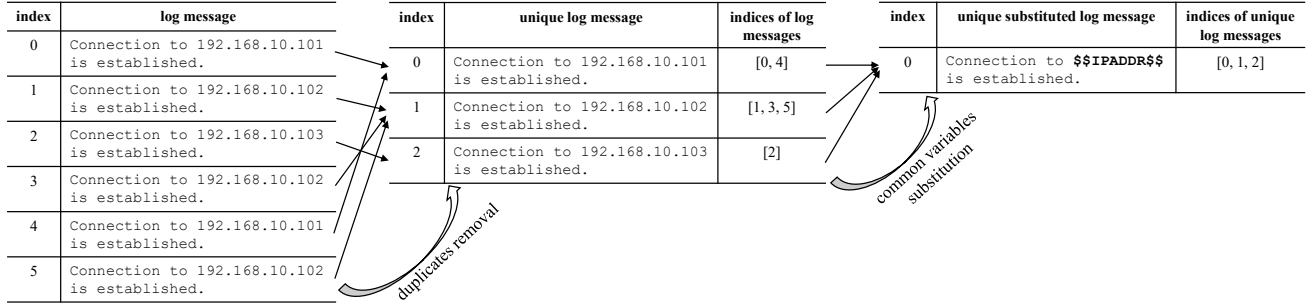 index log message
0 Connection to 192.168.10.101
is established.
1 Connection to 192.168.10.102
is established.
2 Connection to 192.168.10.103
is established.
3 Connection to 192.168.10.102
is established.
4 Connection to 192.168.10.101
is established.
5 Connection to 192.168.10.102
is established.
duplicates removal
index unique log message indices of log
messages
0 Connection to 192.168.10.101 [0, 4]
is established.
1 Connection to 192.168.10.102 [1, 3, 5]
is established.
2 Connection to 192.168.10.103 [2]
is established.
common variables
substitution
index unique substituted log message indices of unique
log messages
0 Connection to $$IPADDR$$ [0, 1, 2]
is established.